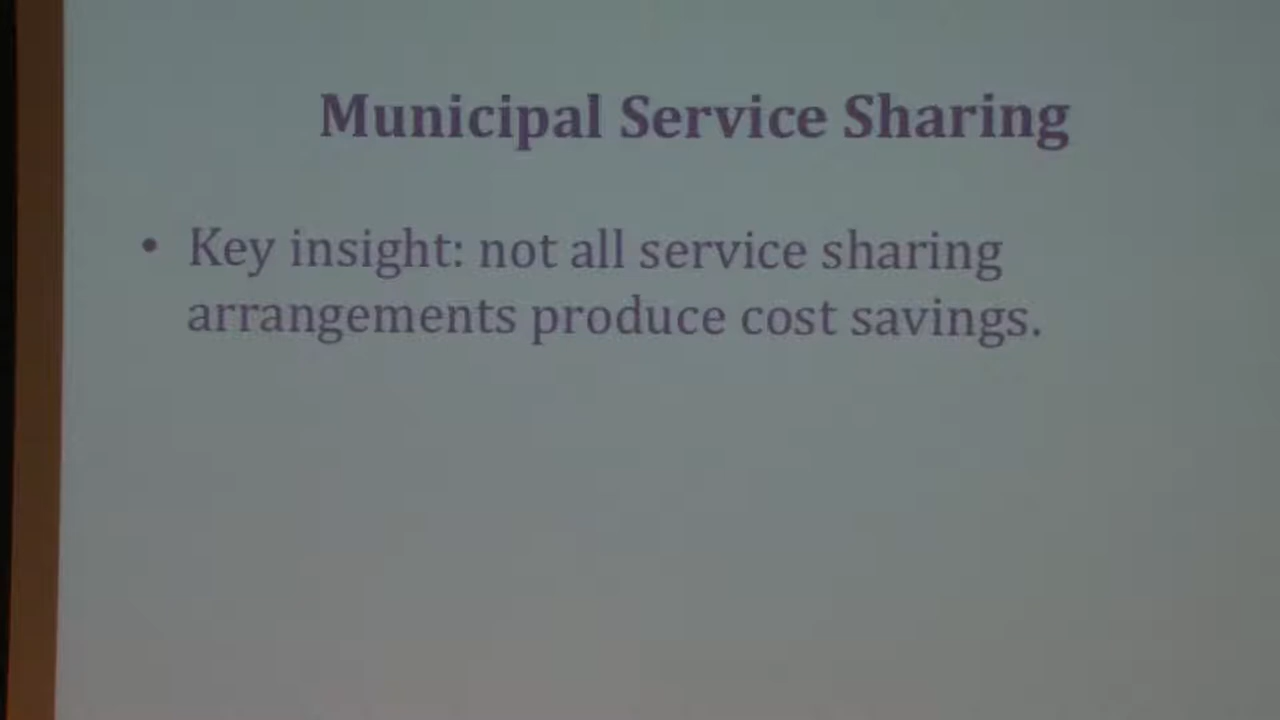 Municipal Service Sharing
• Key insight: not all service sharing
arrangements produce cost savings.